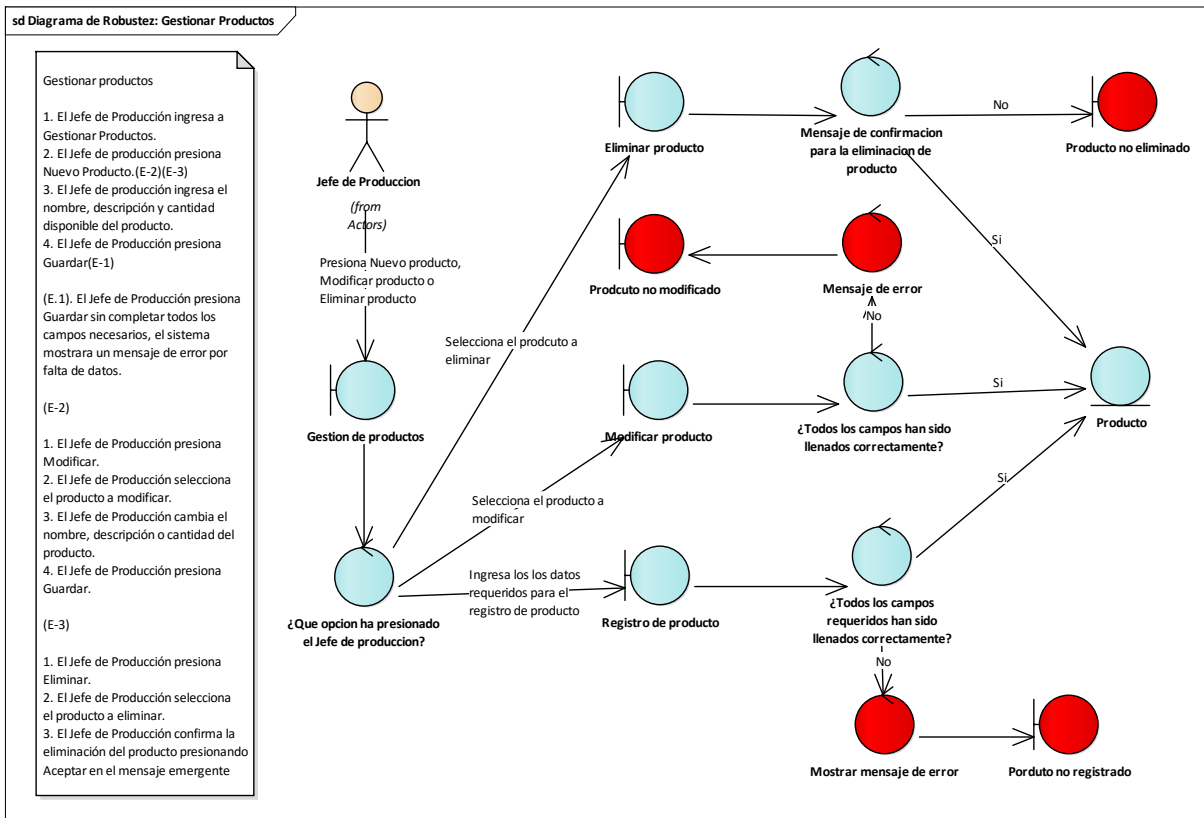 sd Diagrama de Robustez: Gestionar Productos
Gestionar productos
1. El Jefe de Producción ingresa a
Gestionar Productos.
2. El Jefe de producción presiona
Nuevo Producto.(E-2)(E-3)
3. El Jefe de producción ingresa el
nombre, descripción y cantidad
disponible del producto.
4. El Jefe de Producción presiona
Guardar(E-1)
(E.1). El Jefe de Producción presiona
Guardar sin completar todos los
campos necesarios, el sistema
mostrara un mensaje de error por
falta de datos.
(E-2)
1. El Jefe de Producción presiona
Modificar.
2. El Jefe de Producción selecciona
el producto a modificar.
3. El Jefe de Producción cambia el
nombre, descripción o cantidad del
producto.
4. El Jefe de Producción presiona
Guardar.
(E-3)
1. El Jefe de Producción presiona
Eliminar.
2. El Jefe de Producción selecciona
el producto a eliminar.
3. El Jefe de Producción confirma la
eliminación del producto presionando
Aceptar en el mensaje emergente
Jefe de Produccion
(from
Actors)
Presiona Nuevo producto,
Modificar producto o
Eliminar producto
Gestion de productos
¿Que opcion ha presionado
el Jefe de produccion?
Selecciona el prodcuto a
eliminar
Selecciona el producto a
modificar
Ingresa los los datos
requeridos para el
registro de producto
Eliminar producto
Mensaje de confirmacion
para la eliminacion de
producto
No
Producto no eliminado
Si
Prodcuto no modificado
Mensaje de error
No
Modificar producto
¿Todos los campos han sido
llenados correctamente?
Si
Producto
Registro de producto
¿Todos los campos
requeridos han sido
llenados correctamente?
Si
No
Mostrar mensaje de error
Porduto no registrado